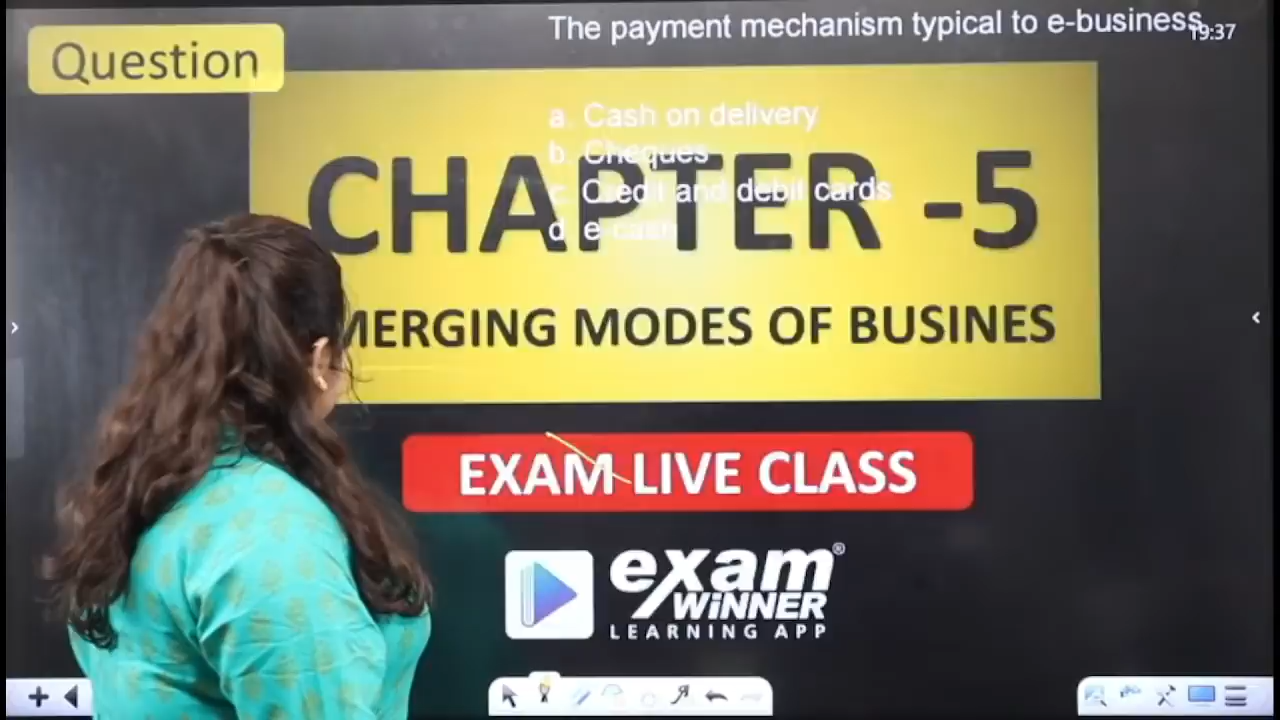 The payment mechanism typical to e-business
19:37
Question
a. Cash on delivery
b. Cheques
c. Credit and debit cards
d. e-cash
CHAPTER -5
MERGING MODES OF BUSINES
EXAM LIVE CLASS
exam®
WiNNER
LEARNING APP